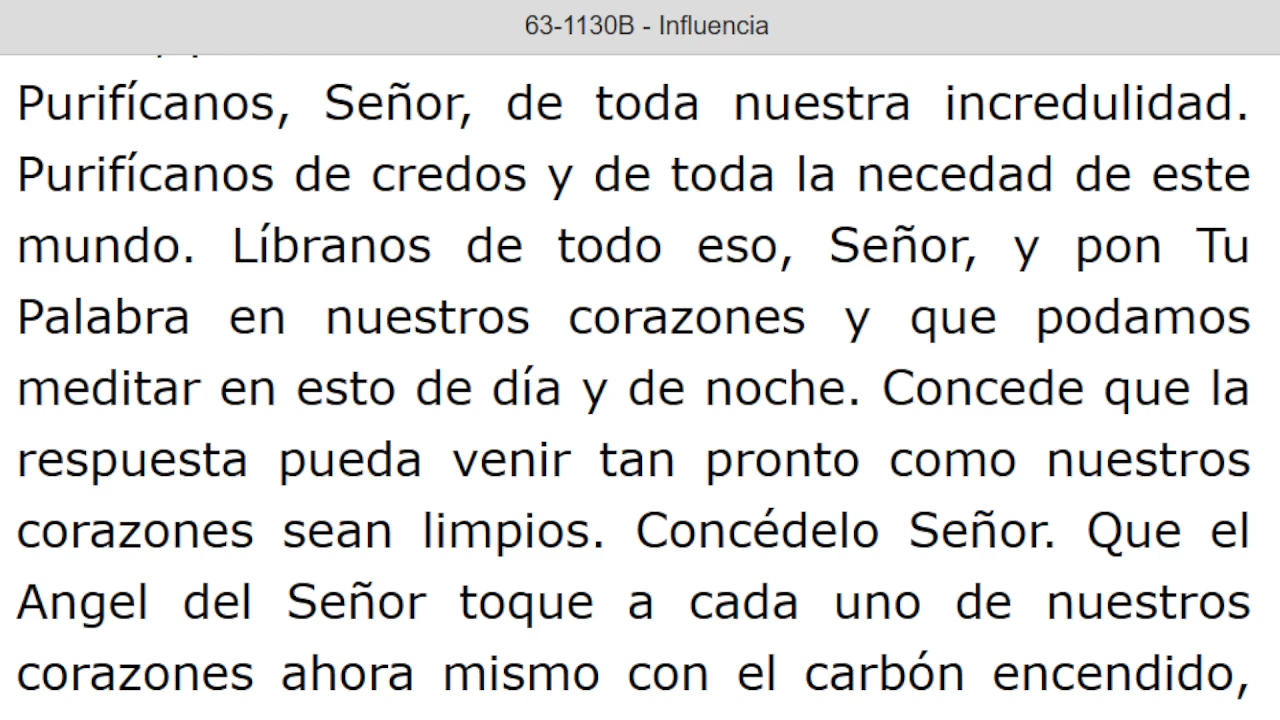 63-1130B - Influencia
Purifícanos, Señor, de toda nuestra incredulidad.
Purifícanos de credos y de toda la necedad de este
mundo. Líbranos de todo eso, Señor, y pon Tu
Palabra en nuestros corazones y que podamos
meditar en esto de día y de noche. Concede que la
respuesta pueda venir tan pronto como nuestros
corazones sean limpios. Concédelo Señor. Que el
Angel del Señor toque a cada uno de nuestros
corazones ahora mismo con el carbón encendido,